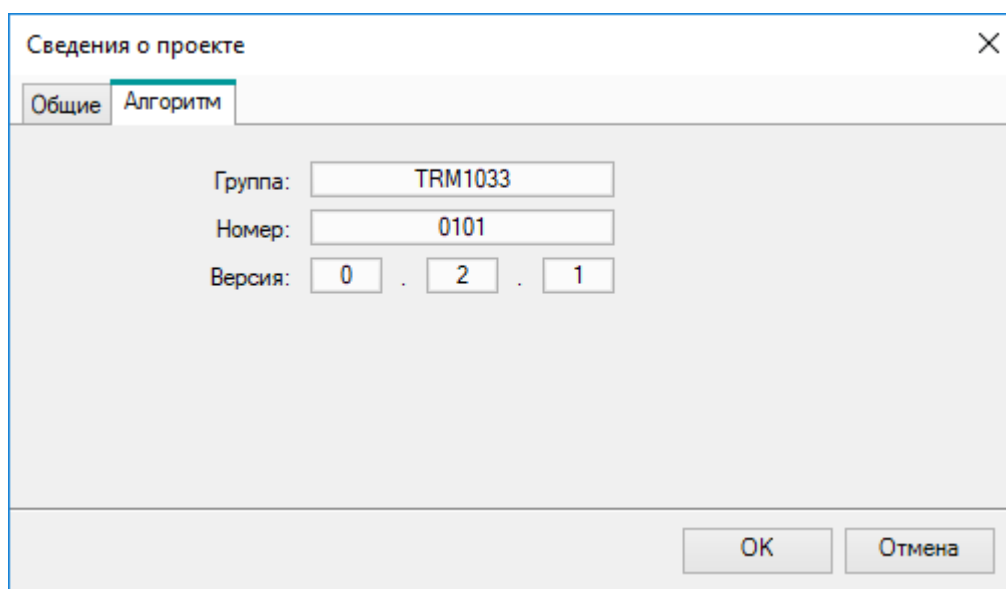 Сведения о проекте
Общие Алгоритм
Группа: TRM1033
Номер: 0101
Версия: 0 . 2 . 1
OK Отмена